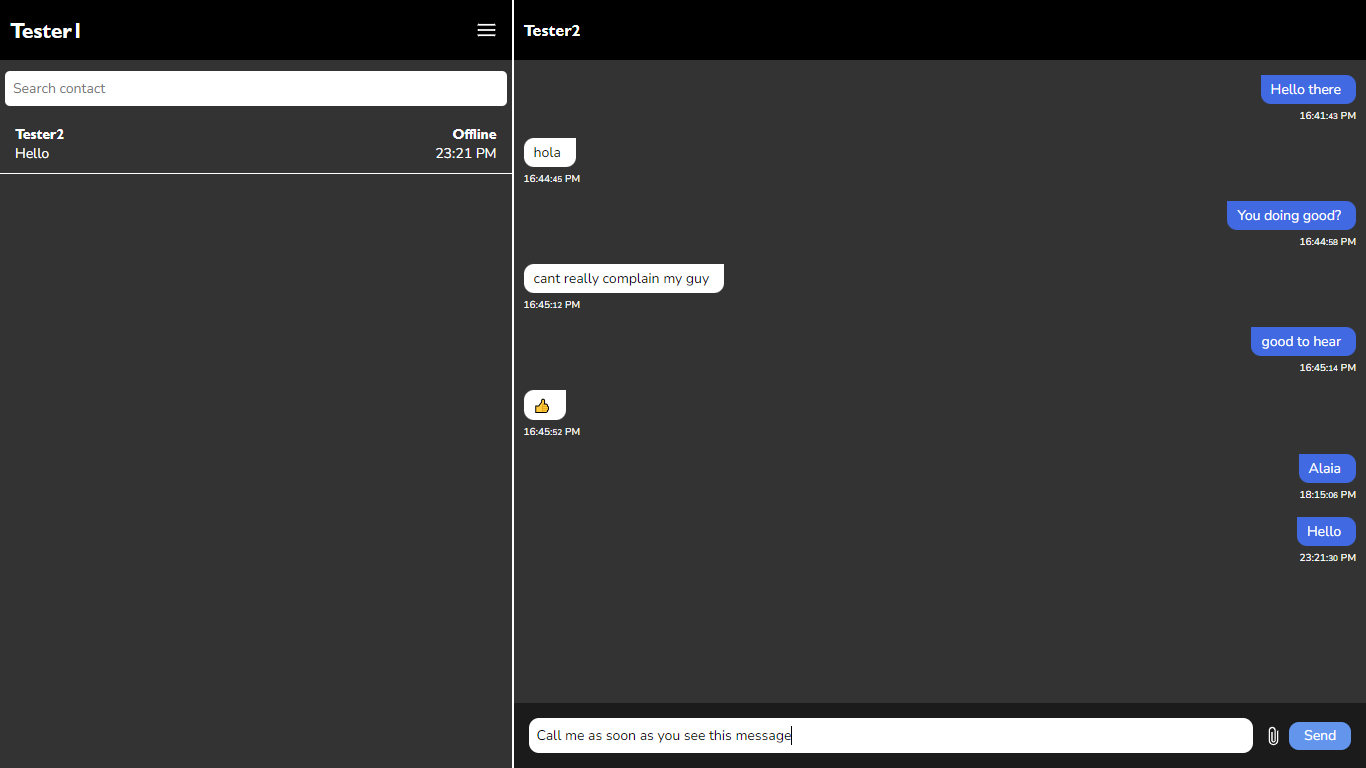 Tester1
Search contact
Tester2 Offline
Hello 23:21 PM
Tester2
Hello there
16:41:43 PM
hola
16:44:45 PM
You doing good?
16:44:58 PM
cant really complain my guy
16:45:12 PM
good to hear
16:45:14 PM
👍
16:45:52 PM
Alaia
18:15:06 PM
Hello
23:21:30 PM
Call me as soon as you see this message
Send